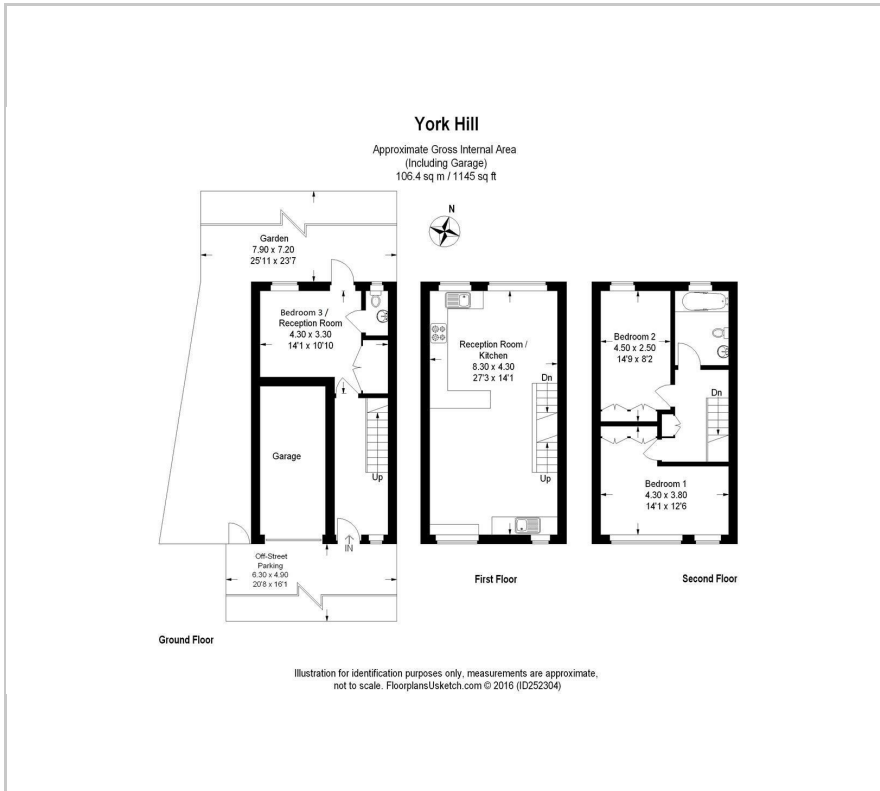 York Hill
Approximate Gross Internal Area
(Including Garage)
106.4 sq m / 1145 sq ft
N
Garden
7.90 x 7.20
25'11 x 23'7
Bedroom 3 /
Reception Room
4.30 x 3.30
14'1 x 10'10
Garage
Up
IN
Off-Street
Parking
6.30 x 4.90
20'8 x 16'1
Ground Floor
Reception Room /
Kitchen
8.30 x 4.30
27'3 x 14'1
Dn
Up
First Floor
Bedroom 2
4.50 x 2.50
14'9 x 8'2
Dn
Bedroom 1
4.30 x 3.80
14'1 x 12'6
Second Floor
Illustration for identification purposes only, measurements are approximate,
not to scale. FloorplansUsketch.com © 2016 (ID252304)